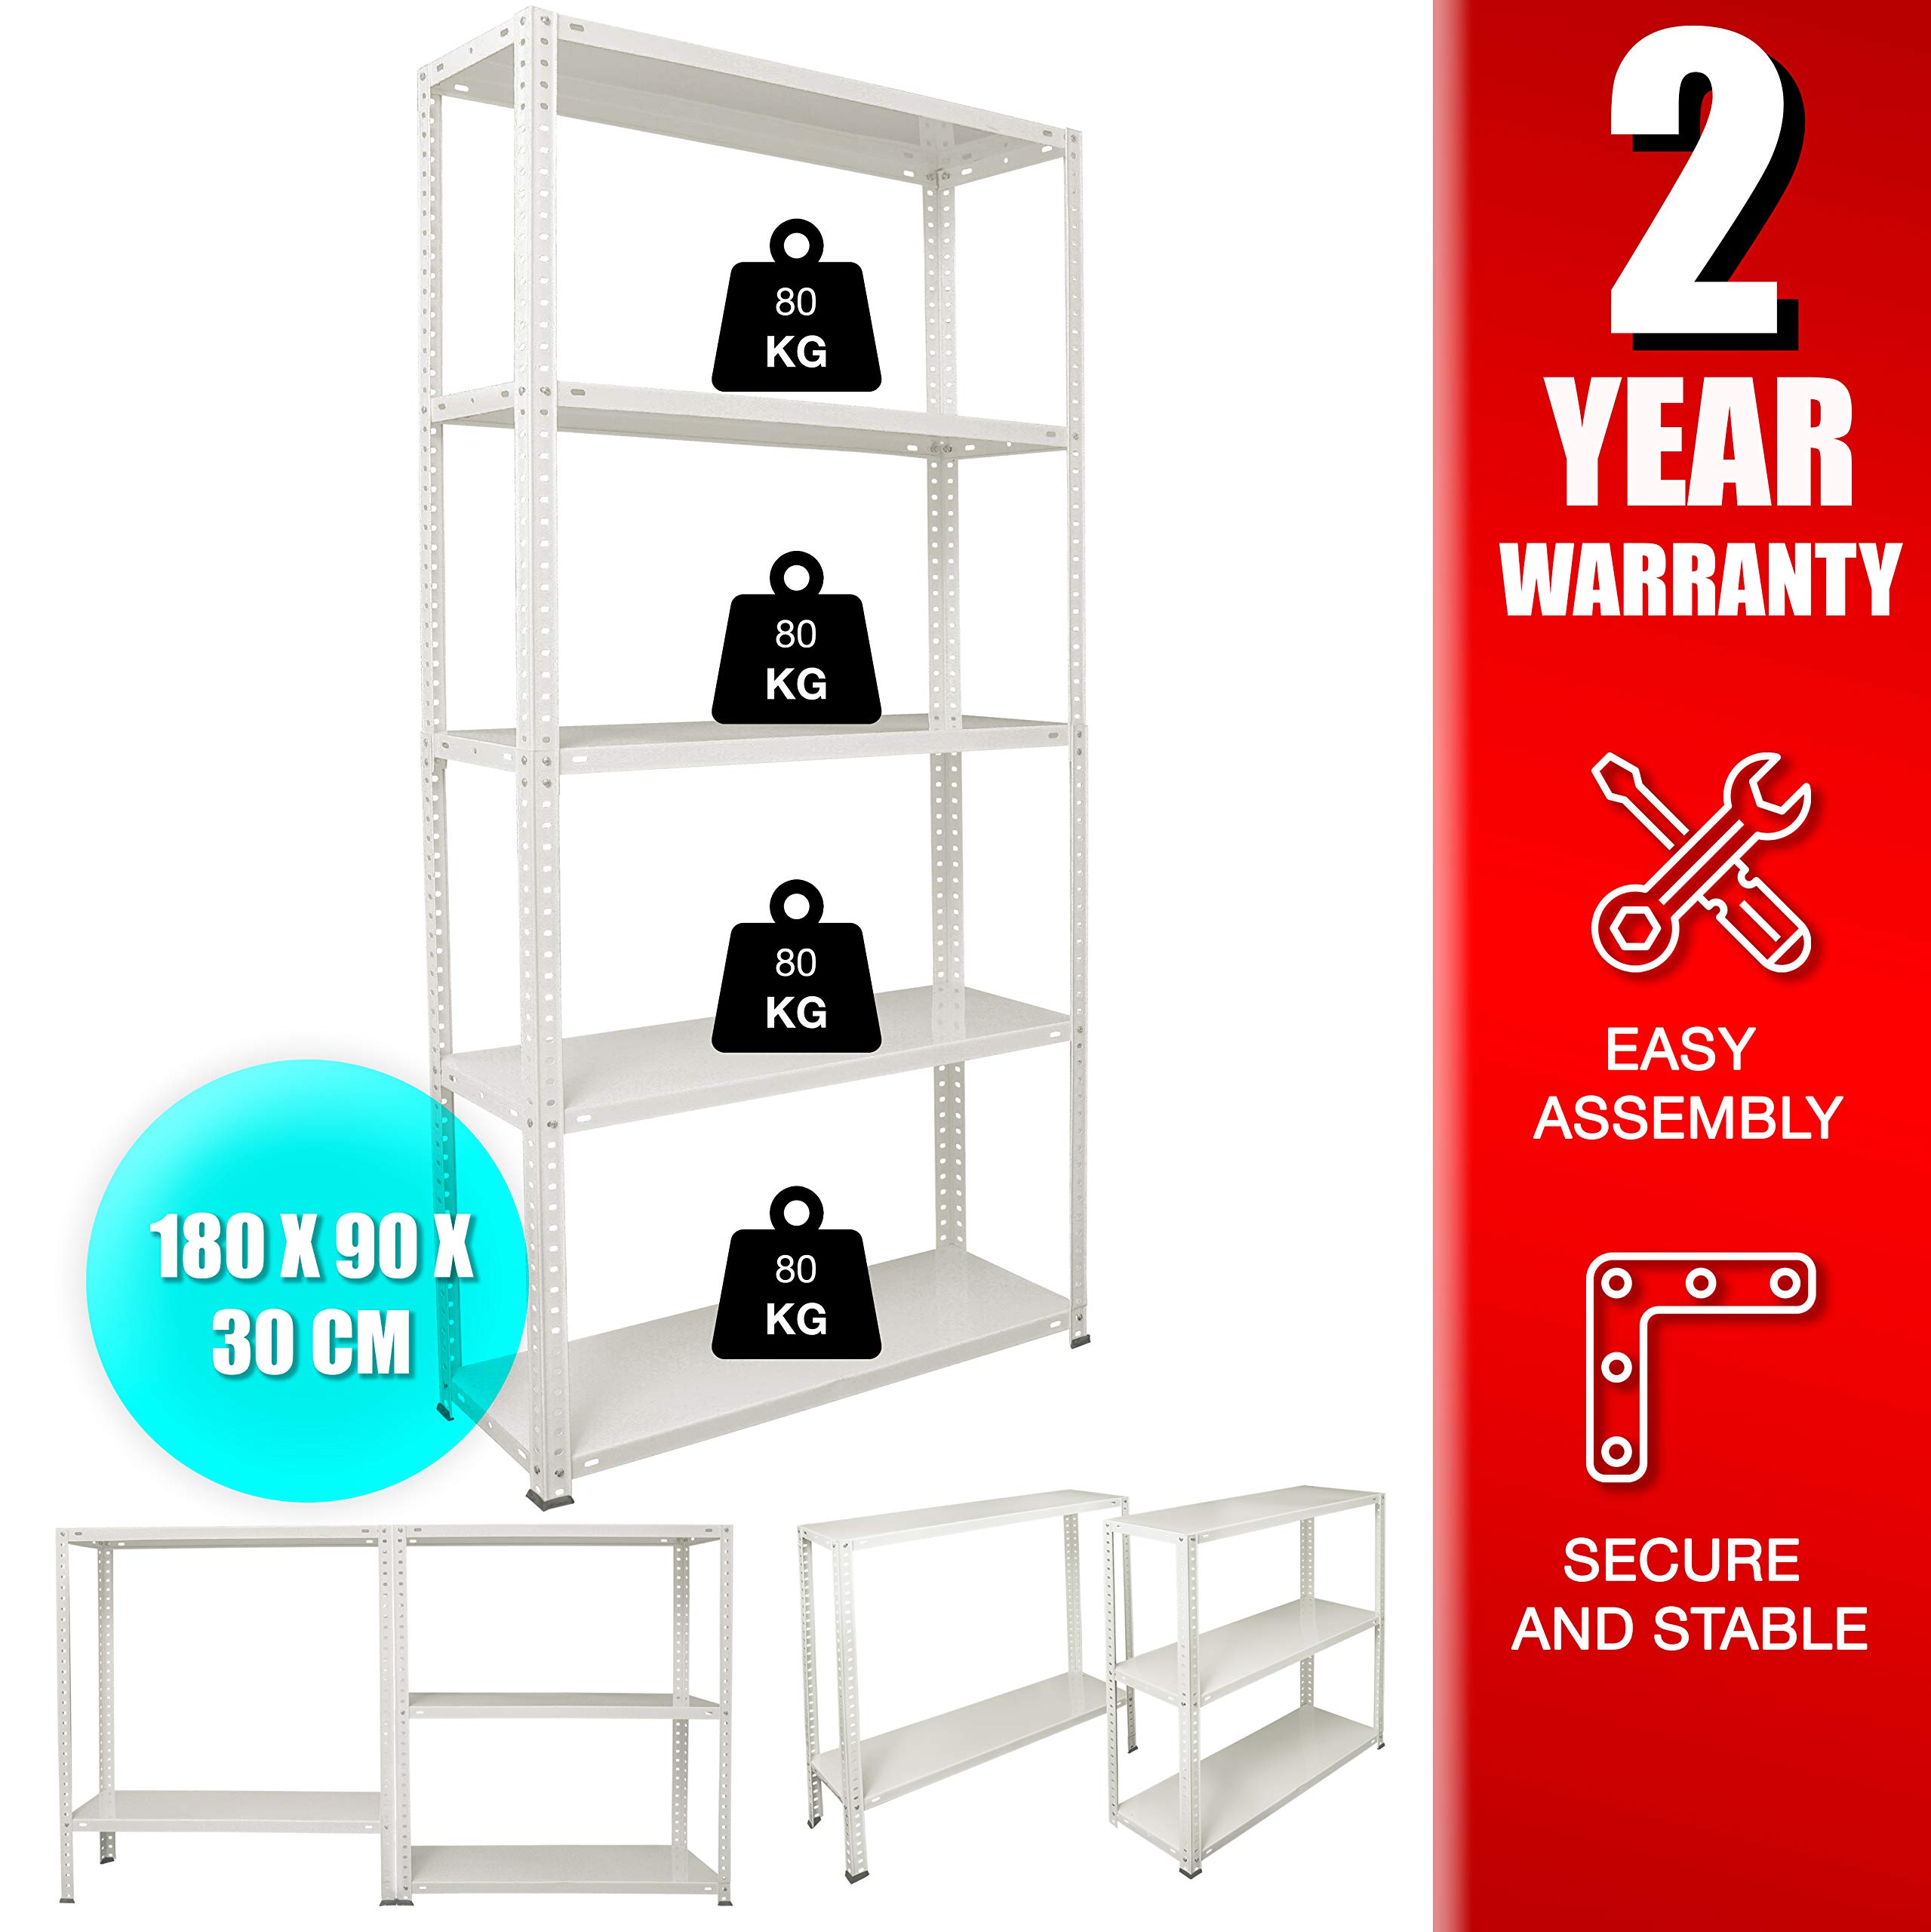 80
KG
80
KG
80
KG
80
KG
180 X 90 X
30 CM
2
YEAR
WARRANTY
EASY
ASSEMBLY
SECURE
AND STABLE